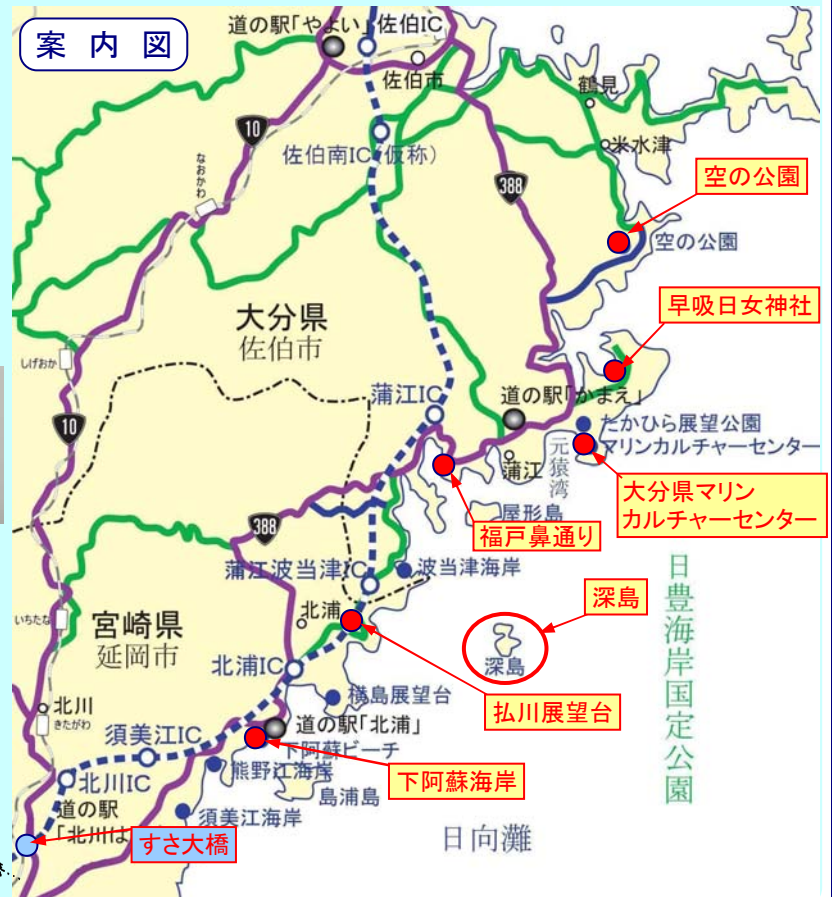 案内図
道の駅「やよい」
佐伯IC
佐伯市
鶴見
10
佐伯南IC(仮称)
米水津
なおかわ
388
空の公園
空の公園
早吸日女神社
大分県
佐伯市
しげおか
蒲江IC
道の駅「かまえ」
10
たかひら展望公園
マリンカルチャーセンター
元猿湾
蒲江
大分県マリン
カルチャーセンター
屋形島
福戸鼻通り
388
蒲江波当津IC
波当津海岸
日豊海岸国定公園
深島
深島
いちたな
宮崎県
延岡市
北浦
北浦IC
払川展望台
横島展望台
北川
きたがわ
須美江IC
道の駅「北浦」
下阿蘇ビーチ
熊野江海岸
下阿蘇海岸
北川IC
島浦島
道の駅
「北川は
須美江海岸
すさ大橋
日向灘